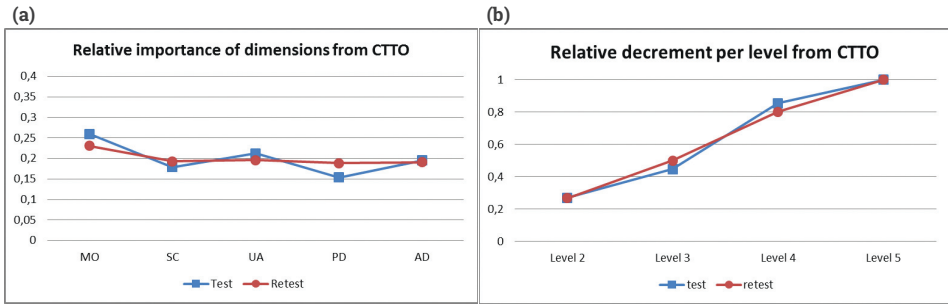 (a)
Relative importance of dimensions from CTTO
0,4
0,35
0,3
0,25
0,2
0,15
0,1
0,05
0
MO SC UA PD AD
Test Retest
(b)
Relative decrement per level from CTTO
1
0,8
0,6
0,4
0,2
0
Level 2 Level 3 Level 4 Level 5
test retest